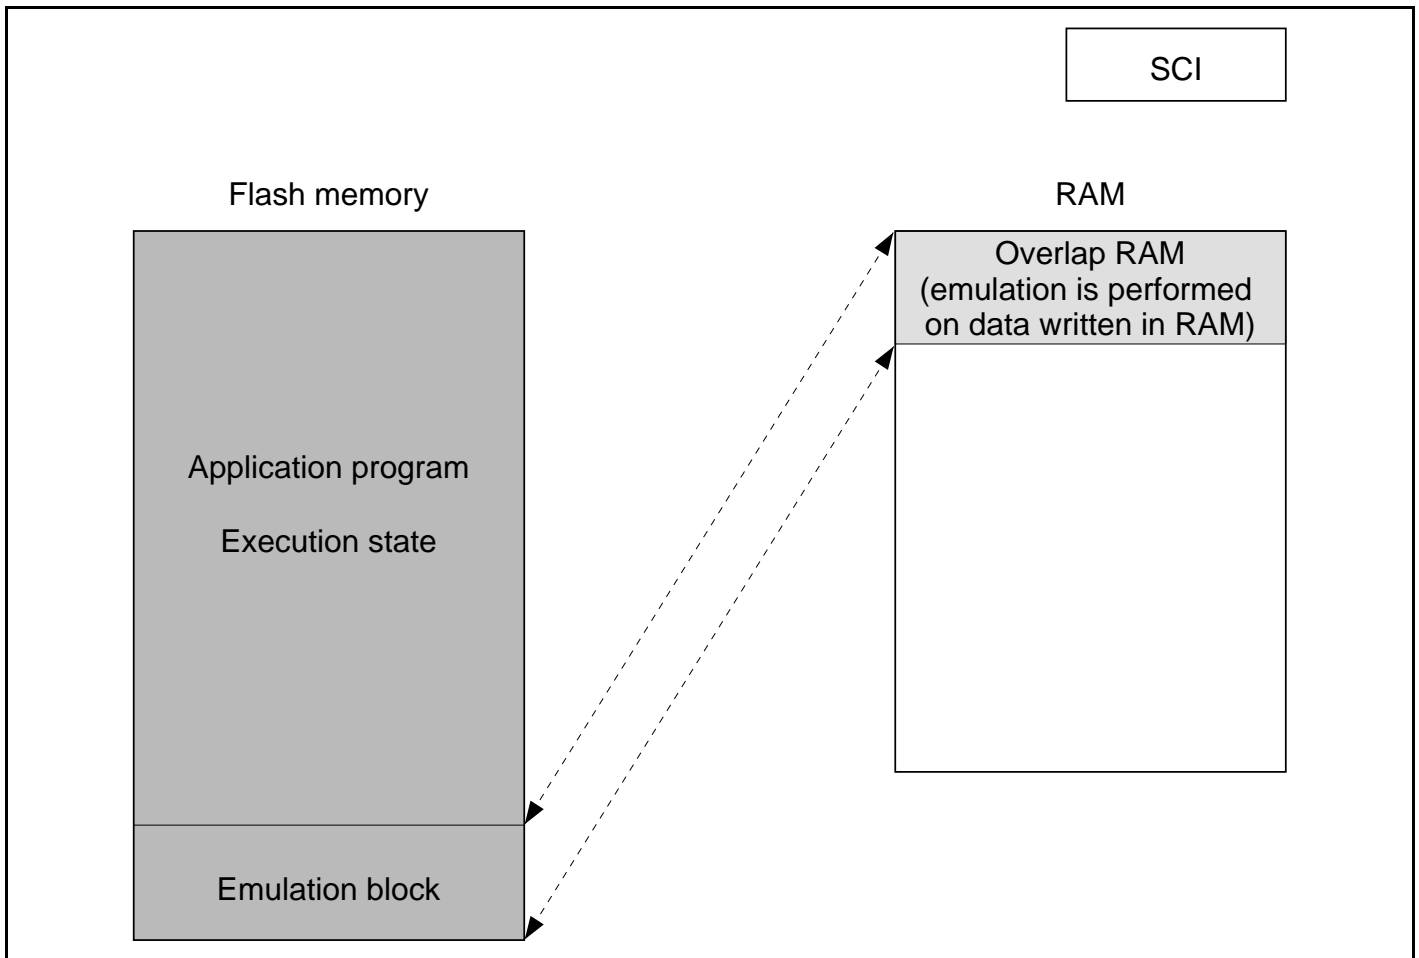 SCI
Flash memory
RAM
Overlap RAM
(emulation is performed
on data written in RAM)
Application program
Execution state
Emulation block